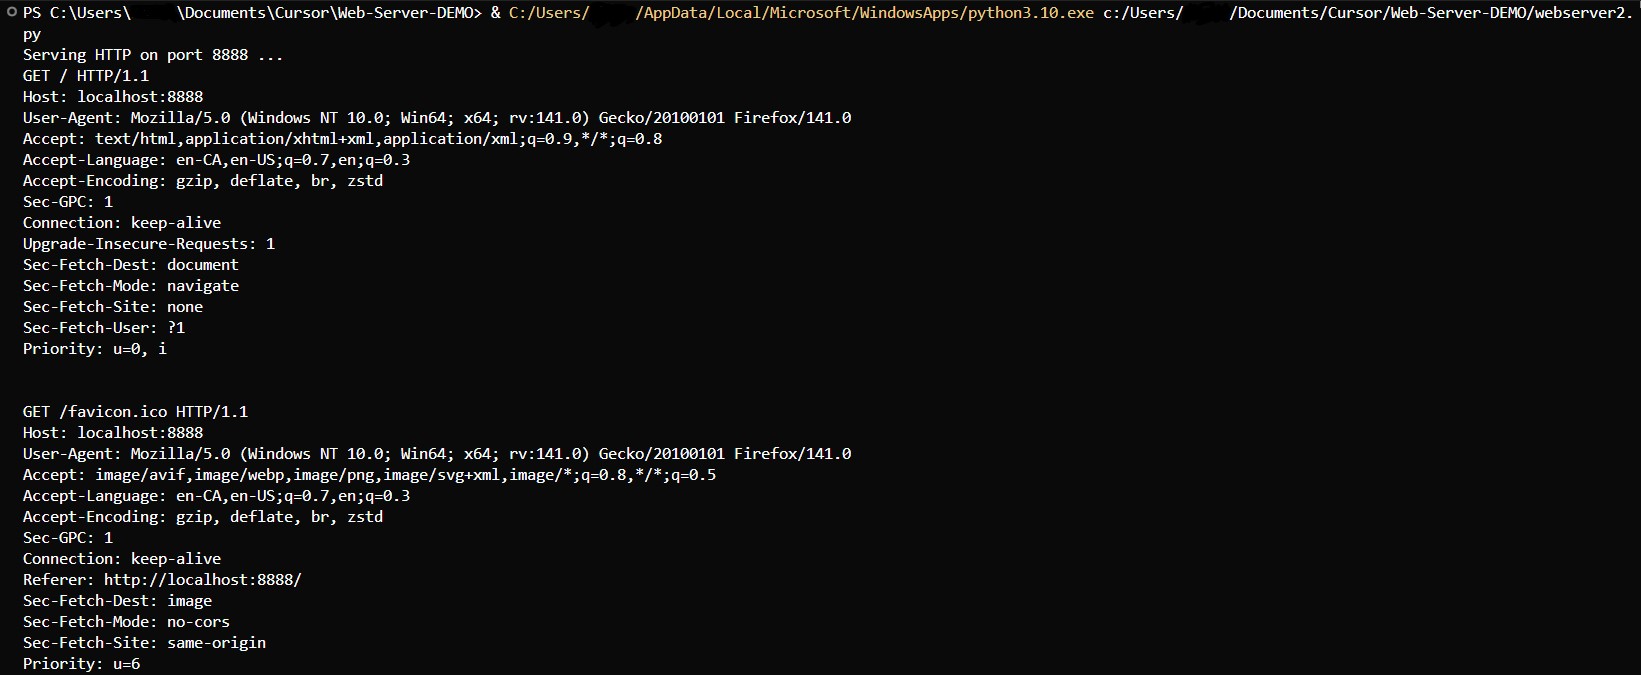 PS C:\Users\ \Documents\Cursor\Web-Server-DEMO> & C:/Users/ /AppData/Local/Microsoft/WindowsApps/python3.10.exe c:/Users/ /Documents/Cursor/Web-Server-DEMO/webserver2.
py
Serving HTTP on port 8888 ...
GET / HTTP/1.1
Host: localhost:8888
User-Agent: Mozilla/5.0 (Windows NT 10.0; Win64; x64; rv:141.0) Gecko/20100101 Firefox/141.0
Accept: text/html,application/xhtml+xml,application/xml;q=0.9,*/*;q=0.8
Accept-Language: en-CA,en-US;q=0.7,en;q=0.3
Accept-Encoding: gzip, deflate, br, zstd
Sec-GPC: 1
Connection: keep-alive
Upgrade-Insecure-Requests: 1
Sec-Fetch-Dest: document
Sec-Fetch-Mode: navigate
Sec-Fetch-Site: none
Sec-Fetch-User: ?1
Priority: u=0, i
GET /favicon.ico HTTP/1.1
Host: localhost:8888
User-Agent: Mozilla/5.0 (Windows NT 10.0; Win64; x64; rv:141.0) Gecko/20100101 Firefox/141.0
Accept: image/avif,image/webp,image/png,image/svg+xml,image/*;q=0.8,*/*;q=0.5
Accept-Language: en-CA,en-US;q=0.7,en;q=0.3
Accept-Encoding: gzip, deflate, br, zstd
Sec-GPC: 1
Connection: keep-alive
Referer: http://localhost:8888/
Sec-Fetch-Dest: image
Sec-Fetch-Mode: no-cors
Sec-Fetch-Site: same-origin
Priority: u=6